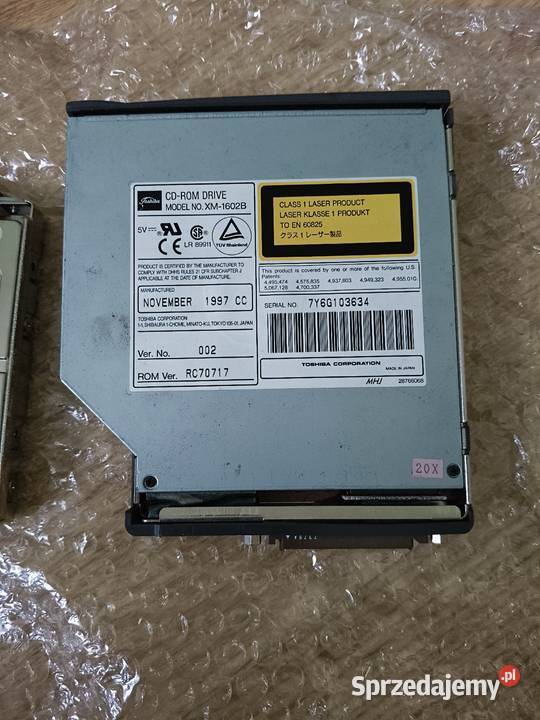 Toshiba
CD-ROM DRIVE
MODEL NO. XM-1602B
5V⎓
LR 89911
TÜV Rheinland
PRODUCT IS CERTIFIED BY THE MANUFACTURER TO
COMPLY WITH DHHS RULES 21 CFR SUBCHAPTER J
APPLICABLE AT THE DATE OF MANUFACTURE.
MANUFACTURED
NOVEMBER 1997 CC
TOSHIBA CORPORATION
1-1, SHIBAURA 1-CHOME, MINATO-KU, TOKYO 105-01, JAPAN
Ver. No. 002
ROM Ver. RC70717
CLASS 1 LASER PRODUCT
LASER KLASSE 1 PRODUKT
TO EN 60825
クラス 1 レーザー製品
This product is covered by one or more of the following U.S.
Patents:
4,495,474 4,575,835 4,937,803 4,949,323 4,955,010
5,067,128 4,700,337
SERIAL NO. 7Y6G103634
TOSHIBA CORPORATION
MADE IN JAPAN
MHJ 28766068
20X
Sprzedajemy.pl